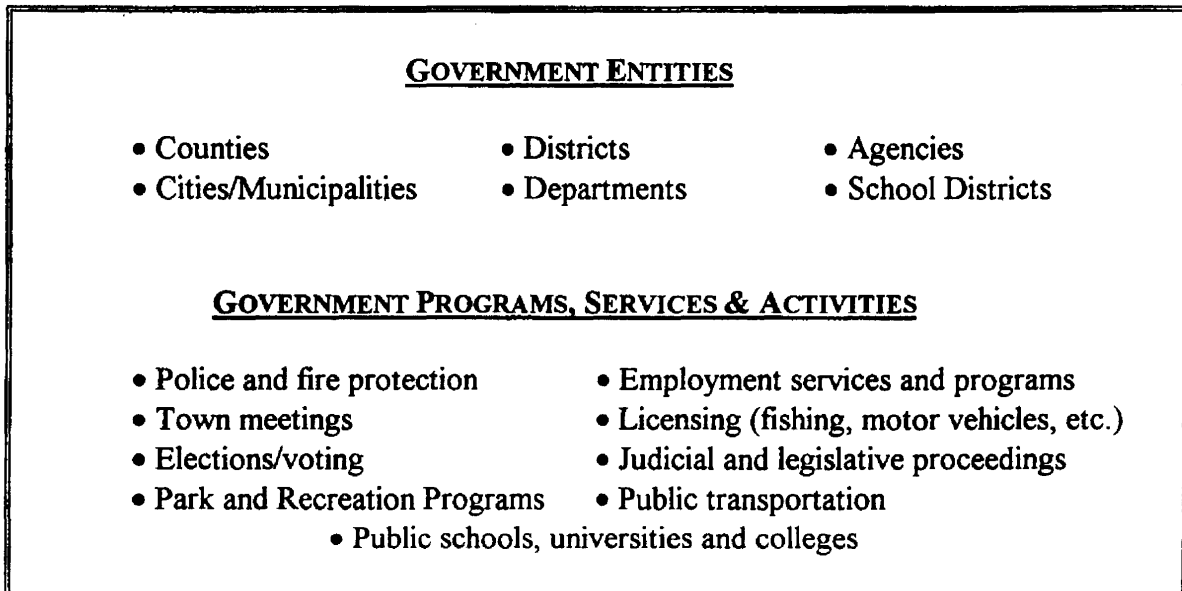 GOVERNMENT ENTITIES
• Counties • Districts • Agencies
• Cities/Municipalities • Departments • School Districts
GOVERNMENT PROGRAMS, SERVICES & ACTIVITIES
• Police and fire protection • Employment services and programs
• Town meetings • Licensing (fishing, motor vehicles, etc.)
• Elections/voting • Judicial and legislative proceedings
• Park and Recreation Programs • Public transportation
• Public schools, universities and colleges